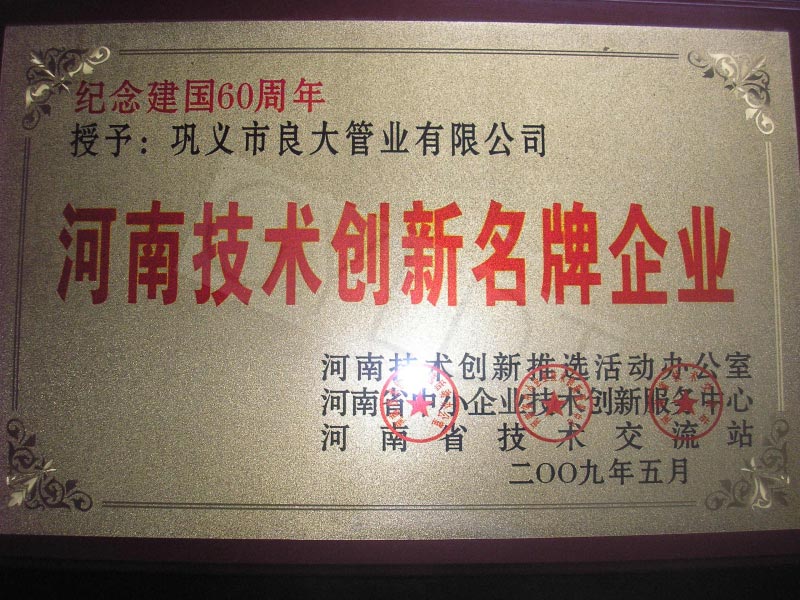 纪念建国60周年
授予：巩义市良大管业有限公司
河南技术创新名牌企业
河南技术创新推选活动办公室
河南省中小企业技术创新服务中心
河南省技术交流站
二〇〇九年五月